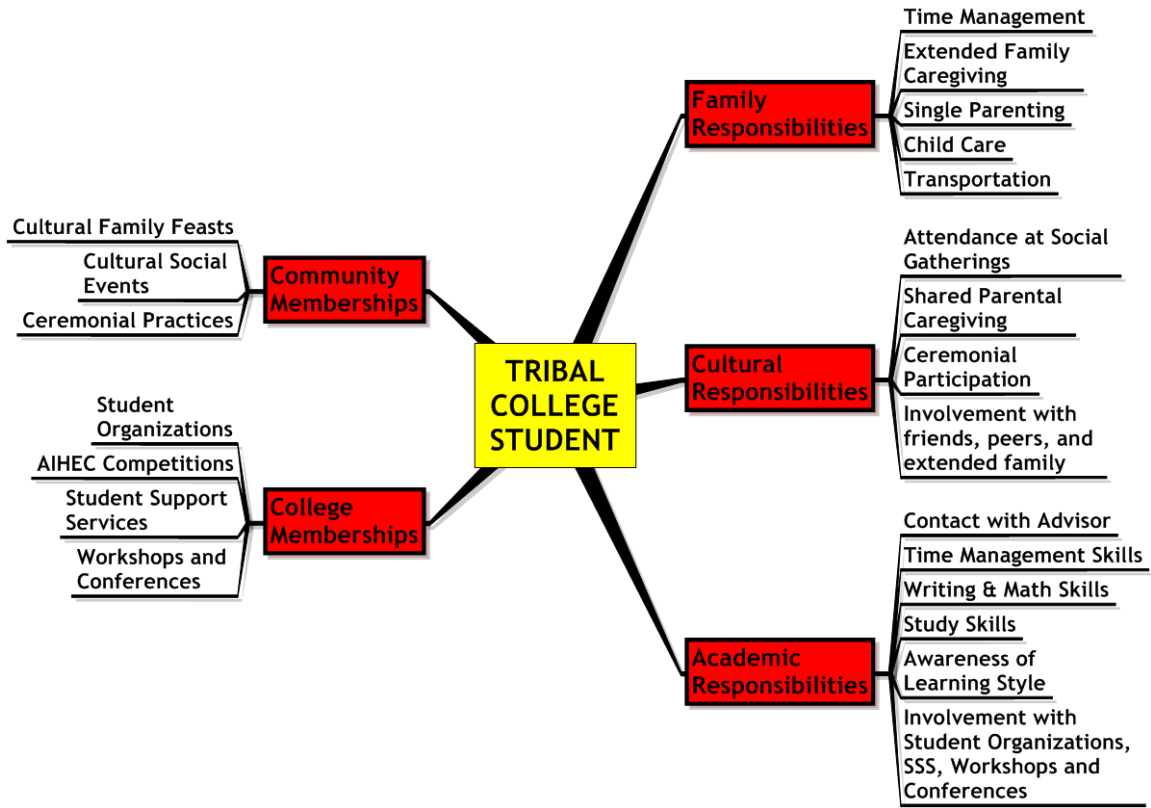 TRIBAL
COLLEGE
STUDENT
Family
Responsibilities
Time Management
Extended Family
Caregiving
Single Parenting
Child Care
Transportation
Cultural
Responsibilities
Attendance at Social
Gatherings
Shared Parental
Caregiving
Ceremonial
Participation
Involvement with
friends, peers, and
extended family
Academic
Responsibilities
Contact with Advisor
Time Management Skills
Writing & Math Skills
Study Skills
Awareness of
Learning Style
Involvement with
Student Organizations,
SSS, Workshops and
Conferences
Community
Memberships
Cultural Family Feasts
Cultural Social
Events
Ceremonial Practices
College
Memberships
Student
Organizations
AIHEC Competitions
Student Support
Services
Workshops and
Conferences